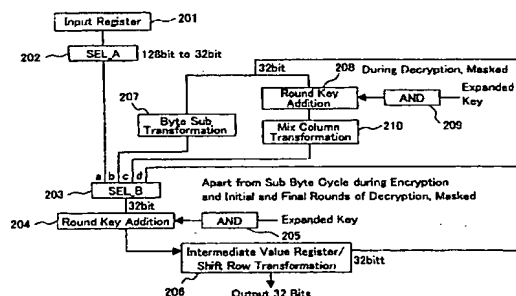 Input Register
201
202
SEL_A
128bit to 32bit
32bit
208
During Decryption, Masked
207
Round Key
Addition
AND
Expanded
Key
209
Byte Sub
Transformation
Mix Column
Transformation
210
a b c d
203
SEL_B
Apart from Sub Byte Cycle during Encryption
and Initial and Final Rounds of Decryption, Masked
32bit
204
Round Key Addition
AND
Expanded Key
205
Intermediate Value Register/
Shift Row Transformation
32bitt
206
Output 32 Bits